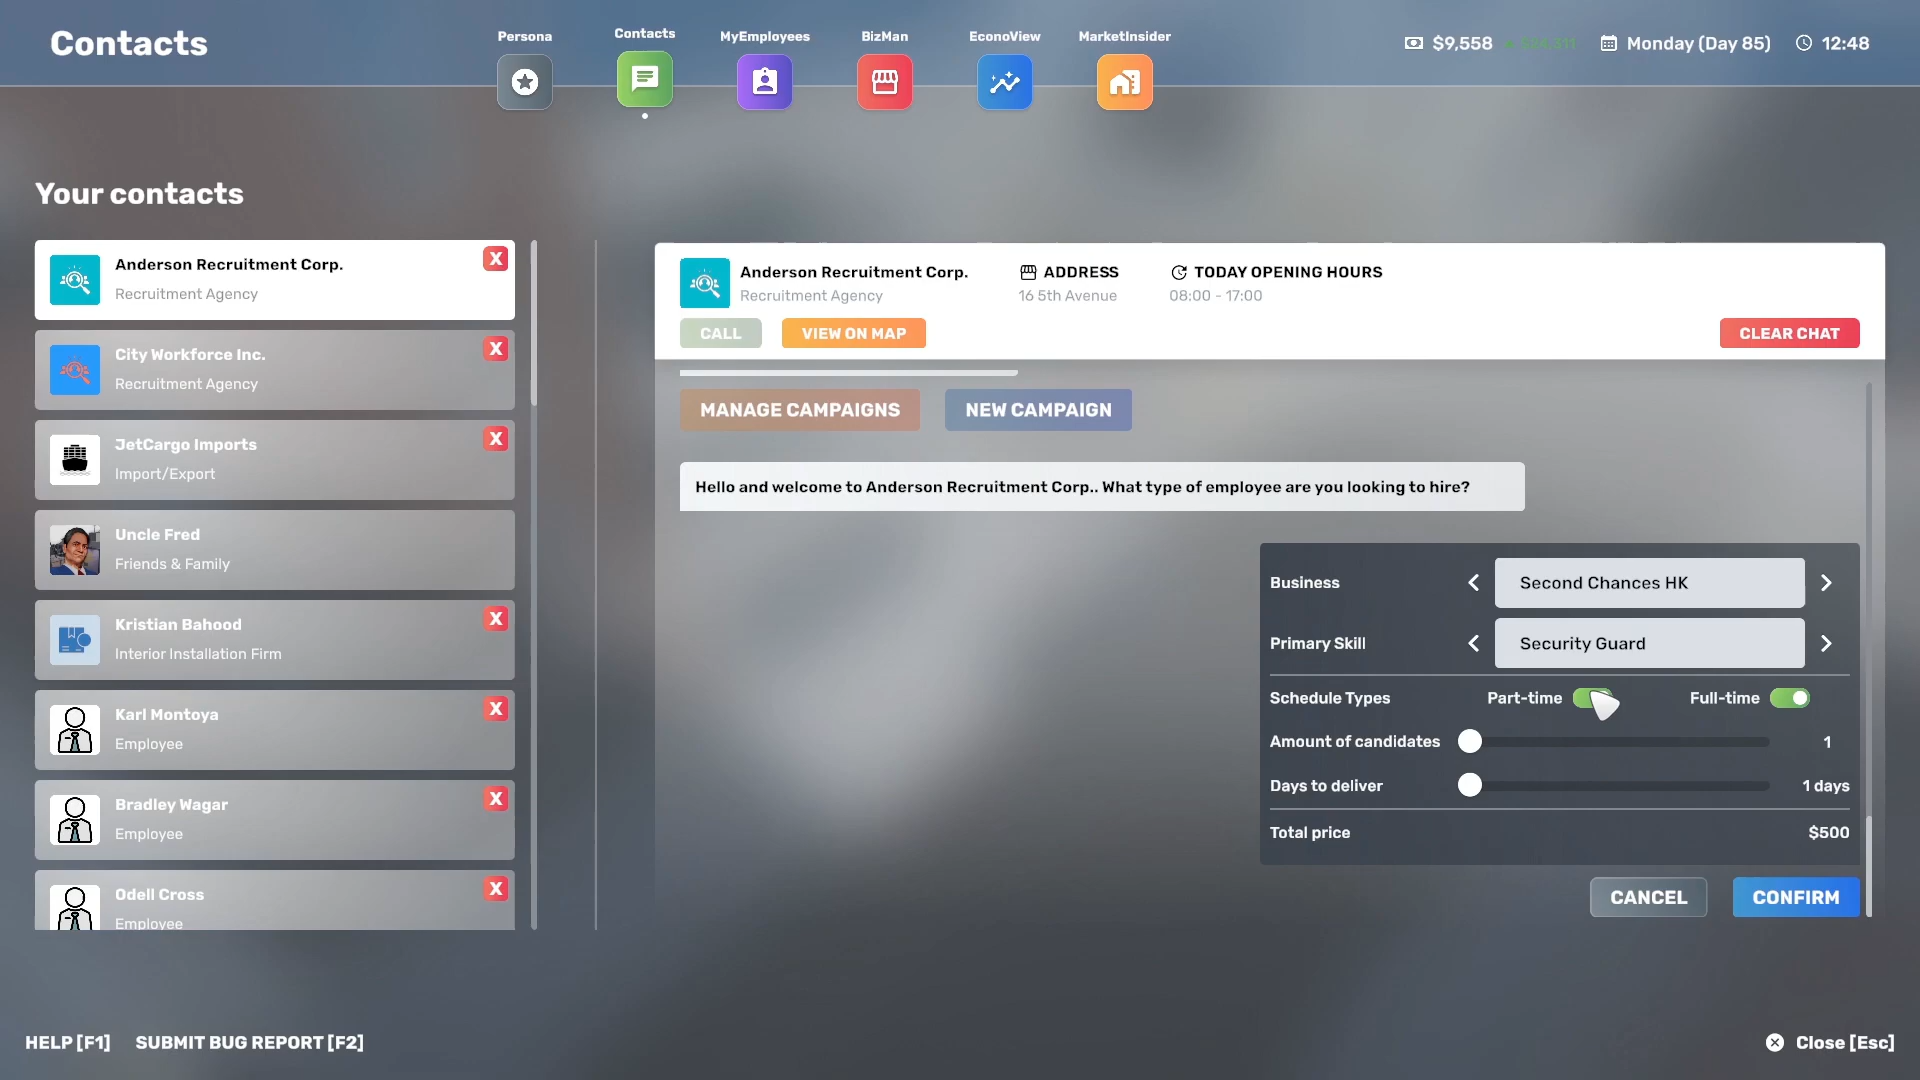 Contacts
Persona
Contacts
MyEmployees
BizMan
EconoView
MarketInsider
$9,558
Monday (Day 85)
12:48
Your contacts
Anderson Recruitment Corp.
Recruitment Agency
X
City Workforce Inc.
Recruitment Agency
X
JetCargo Imports
Import/Export
X
Uncle Fred
Friends & Family
Kristian Bahood
Interior Installation Firm
X
Karl Montoya
Employee
X
Bradley Wagar
Employee
X
Odell Cross
Employee
X
Anderson Recruitment Corp.
Recruitment Agency
ADDRESS
16 5th Avenue
TODAY OPENING HOURS
08:00 - 17:00
CALL
VIEW ON MAP
CLEAR CHAT
MANAGE CAMPAIGNS
NEW CAMPAIGN
Hello and welcome to Anderson Recruitment Corp.. What type of employee are you looking to hire?
Business
Second Chances HK
Primary Skill
Security Guard
Schedule Types
Part-time
Full-time
Amount of candidates
1
Days to deliver
1 days
Total price
$500
CANCEL
CONFIRM
HELP [F1]
SUBMIT BUG REPORT [F2]
Close [Esc]